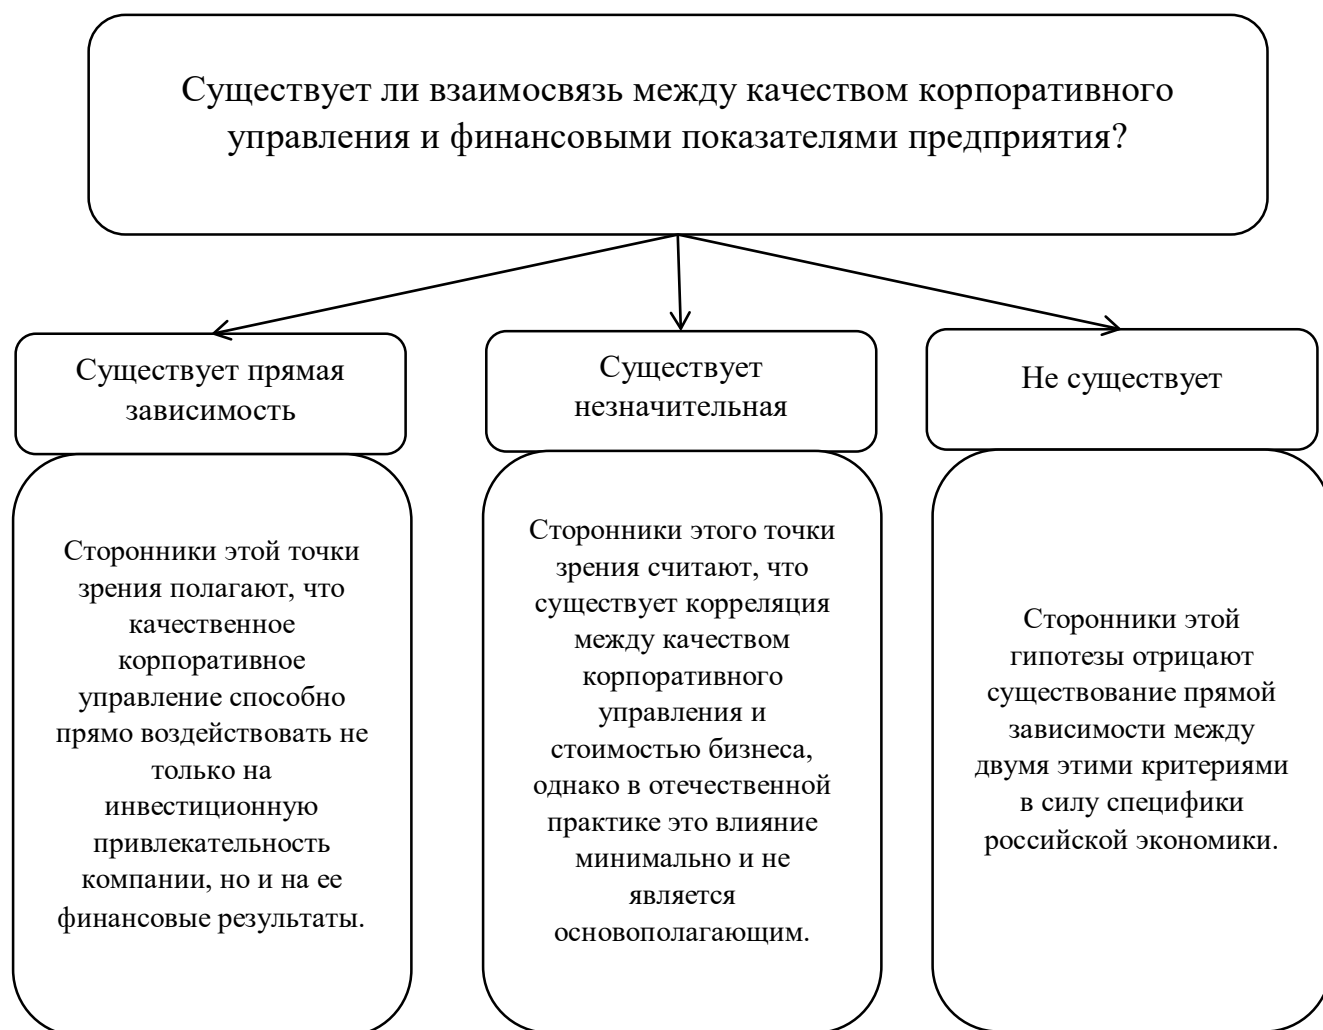 Существует ли взаимосвязь между качеством корпоративного
управления и финансовыми показателями предприятия?
Существует прямая
зависимость
Сторонники этой точки
зрения полагают, что
качественное
корпоративное
управление способно
прямо воздействовать не
только на
инвестиционную
привлекательность
компании, но и на ее
финансовые результаты.
Существует
незначительная
Сторонники этого точки
зрения считают, что
существует корреляция
между качеством
корпоративного
управления и
стоимостью бизнеса,
однако в отечественной
практике это влияние
минимально и не
является
основополагающим.
Не существует
Сторонники этой
гипотезы отрицают
существование прямой
зависимости между
двумя этими критериями
в силу специфики
российской экономики.